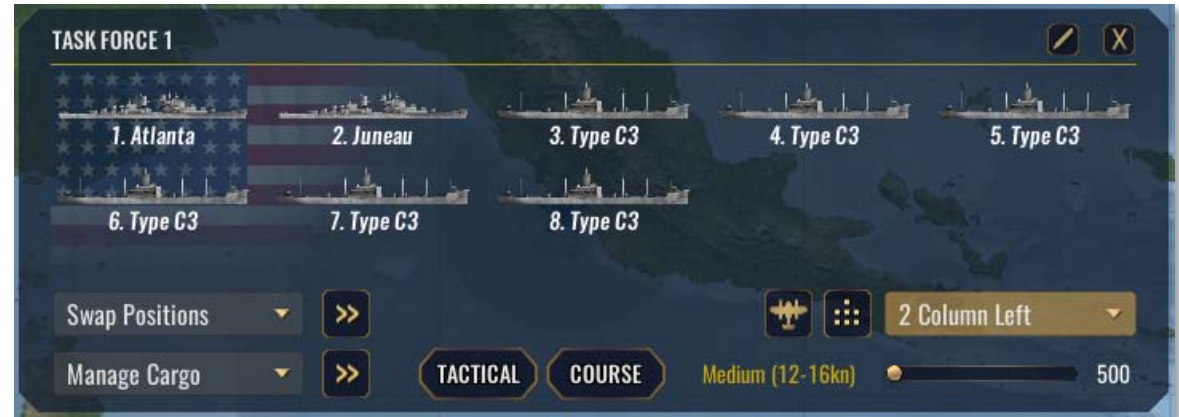 TASK FORCE 1
X
1. Atlanta
2. Juneau
3. Type C3
4. Type C3
5. Type C3
6. Type C3
7. Type C3
8. Type C3
Swap Positions
2 Column Left
Manage Cargo
TACTICAL
COURSE
Medium (12-16kn)
500